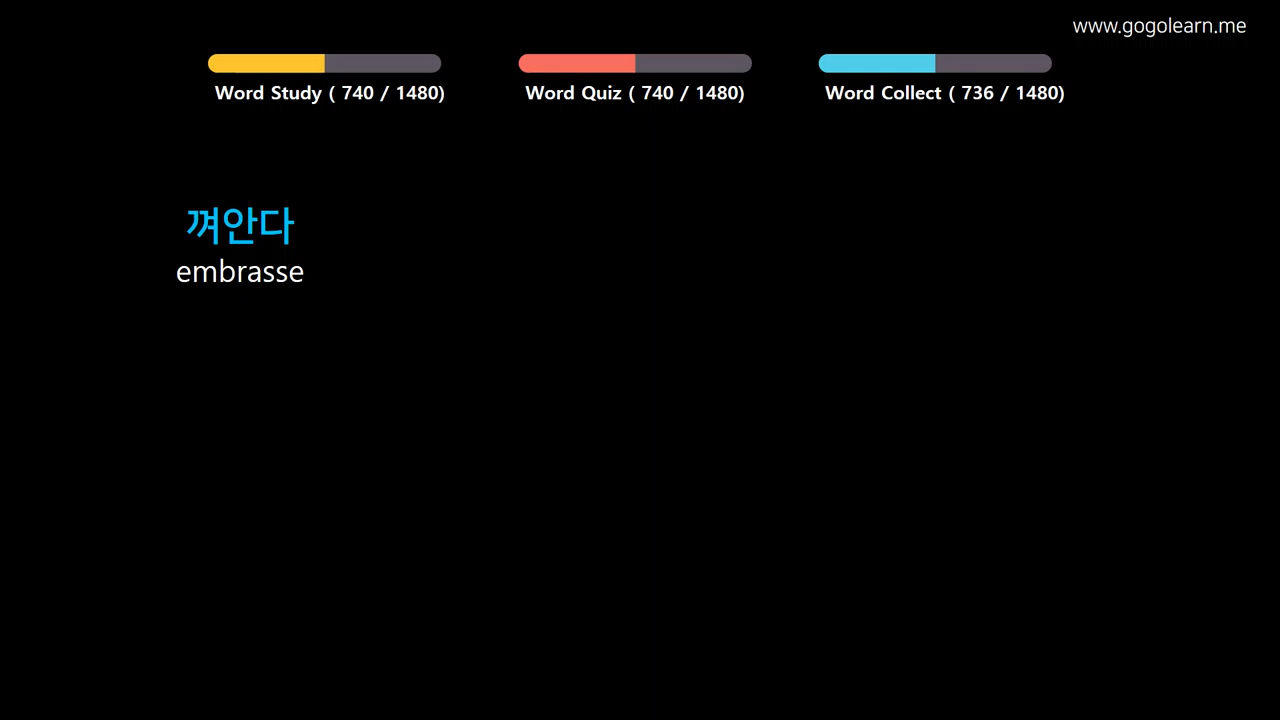 www.gogolearn.me
Word Study ( 740 / 1480)
Word Quiz ( 740 / 1480)
Word Collect ( 736 / 1480)
껴안다
embrasse